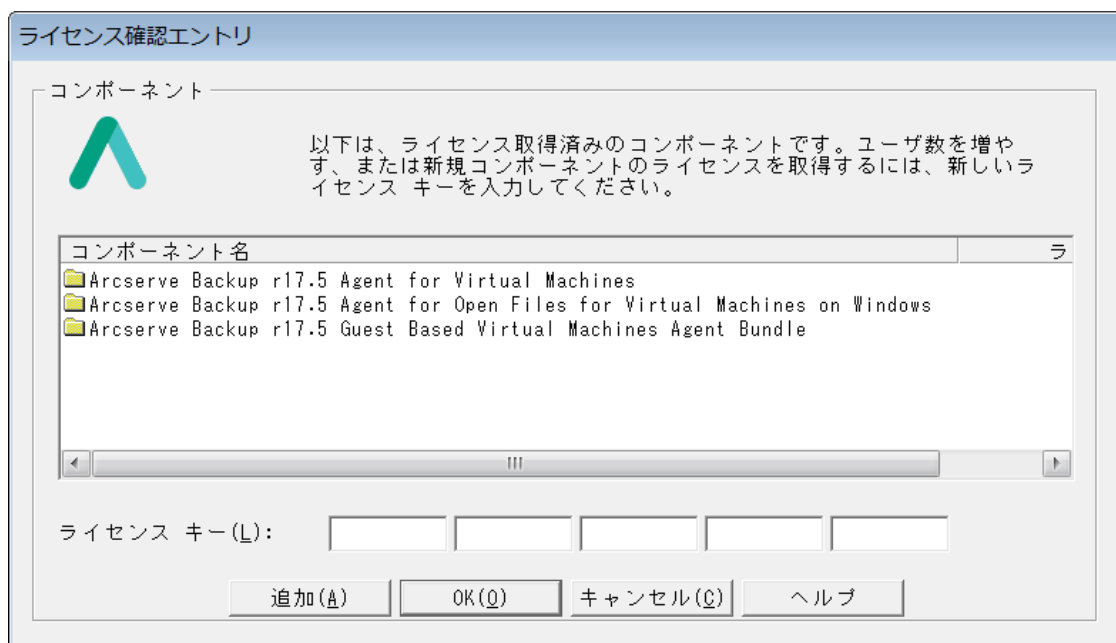 ライセンス確認エントリ
コンポーネント
以下は、ライセンス取得済みのコンポーネントです。ユーザ数を増や
す、または新規コンポーネントのライセンスを取得するには、新しいラ
イセンス キーを入力してください。
コンポーネント名 ラ
Arcserve Backup r17.5 Agent for Virtual Machines
Arcserve Backup r17.5 Agent for Open Files for Virtual Machines on Windows
Arcserve Backup r17.5 Guest Based Virtual Machines Agent Bundle
ライセンス キー(L):
追加(A) OK(O) キャンセル(C) ヘルプ